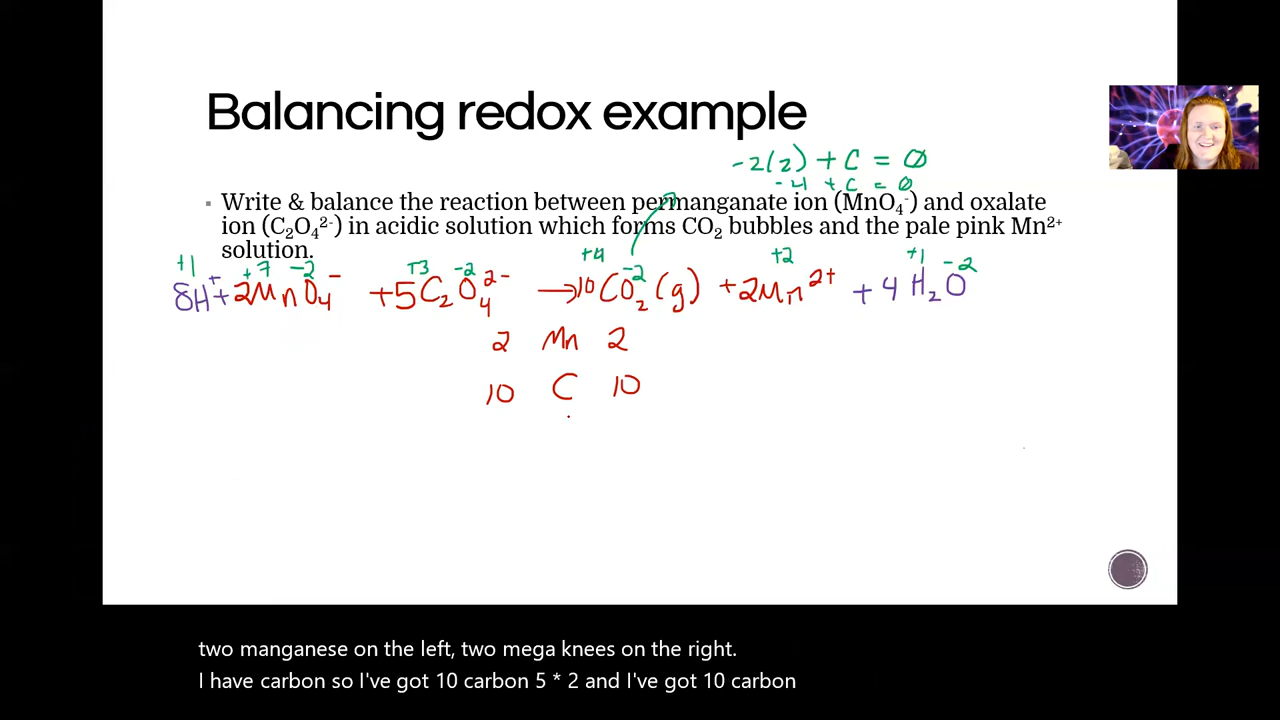 Balancing redox example
-2(2) + C = 0
-4 + C = 0
▪ Write & balance the reaction between permanganate ion (MnO₄⁻) and oxalate
ion (C₂O₄²⁻) in acidic solution which forms CO₂ bubbles and the pale pink Mn²⁺
solution.
+1 +7 -2 +3 -2 +4 -2 +2 +1 -2
8H⁺ + 2MnO₄⁻ + 5C₂O₄²⁻ → 10CO₂(g) + 2Mn²⁺ + 4H₂O
2 Mn 2
10 C 10
two manganese on the left, two mega knees on the right.
I have carbon so I've got 10 carbon 5 * 2 and I've got 10 carbon